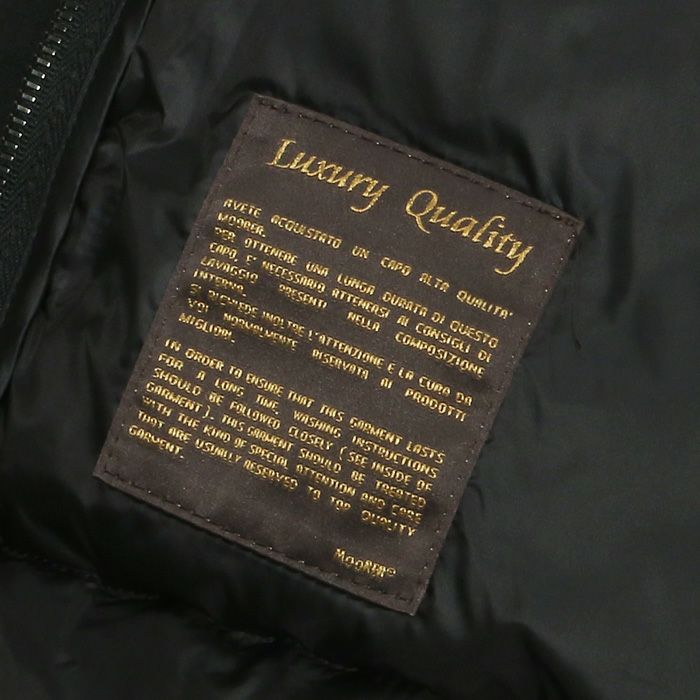 Luxury Quality
AVETE ACQUISTATO UN CAPO ALTA QUALITA'
MOORER.
PER OTTENERE UNA LUNGA DURATA DI QUESTO
CAPO, E' NECESSARIO ATTENERSI AI CONSIGLI DI
LAVAGGIO PRESENTI NELLA COMPOSIZIONE
INTERNA.
SI RICHIEDE INOLTRE L'ATTENZIONE E LA CURA DA
VOI NORMALMENTE RISERVATA AI PRODOTTI
MIGLIORI.
IN ORDER TO ENSURE THAT THIS GARMENT LASTS
FOR A LONG TIME, WASHING INSTRUCTIONS
SHOULD BE FOLLOWED CLOSELY (SEE INSIDE OF
GARMENT). THIS GARMENT SHOULD BE TREATED
WITH THE KIND OF SPECIAL ATTENTION AND CARE
THAT ARE USUALLY RESERVED TO TOP QUALITY
GARMENT.
MOORER®